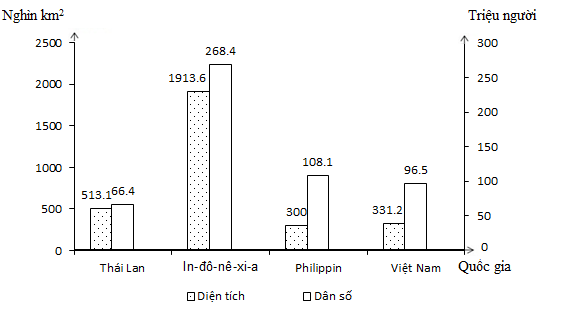 Nghìn km2 Triệu người
2500 300
268.4
2000 1913.6 250
200
1500
150
1000 108.1
96.5 100
513.1 66.4
500 300 331.2 50
0 0
Thái Lan In-đô-nê-xi-a Philippin Việt Nam Quốc gia
Diện tích Dân số